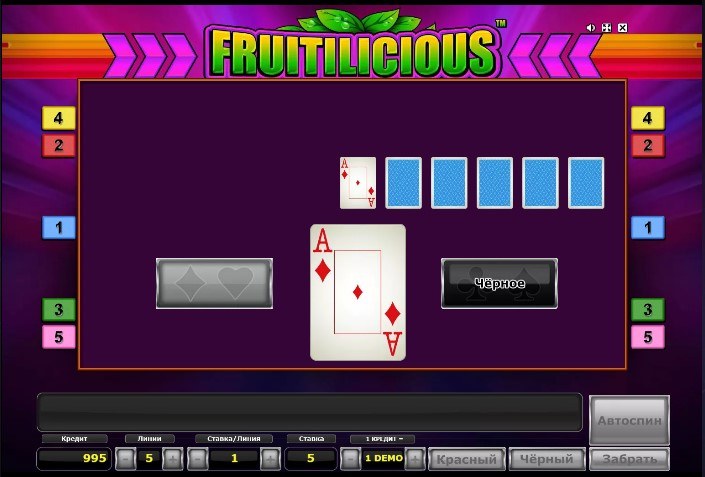 FRUITILICIOUS™
4 4
2 2
A
A
1 1
A
Чёрное
A
3 3
5 5
Автоспин
Кредит Линии Ставка/Линия Ставка 1 КРЕДИТ =
995 - 5 + - 1 + 5 - 1 DEMO + Красный Чёрный Забрать